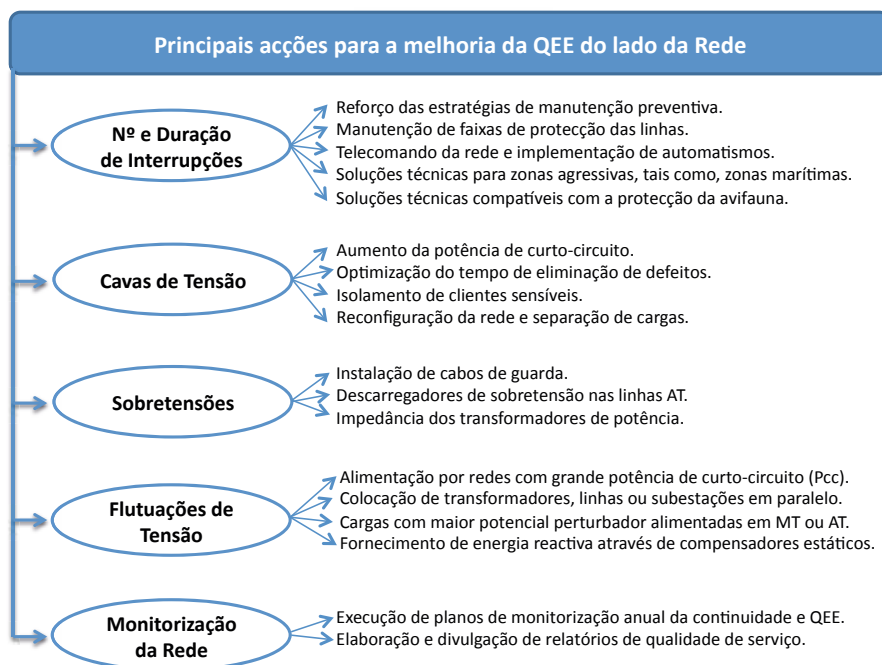 Principais acções para a melhoria da QEE do lado da Rede
Nº e Duração
de Interrupções
Reforço das estratégias de manutenção preventiva.
Manutenção de faixas de protecção das linhas.
Telecomando da rede e implementação de automatismos.
Soluções técnicas para zonas agressivas, tais como, zonas marítimas.
Soluções técnicas compatíveis com a protecção da avifauna.
Cavas de Tensão
Aumento da potência de curto-circuito.
Optimização do tempo de eliminação de defeitos.
Isolamento de clientes sensíveis.
Reconfiguração da rede e separação de cargas.
Sobretensões
Instalação de cabos de guarda.
Descarregadores de sobretensão nas linhas AT.
Impedância dos transformadores de potência.
Flutuações de
Tensão
Alimentação por redes com grande potência de curto-circuito (Pcc).
Colocação de transformadores, linhas ou subestações em paralelo.
Cargas com maior potencial perturbador alimentadas em MT ou AT.
Fornecimento de energia reactiva através de compensadores estáticos.
Monitorização
da Rede
Execução de planos de monitorização anual da continuidade e QEE.
Elaboração e divulgação de relatórios de qualidade de serviço.